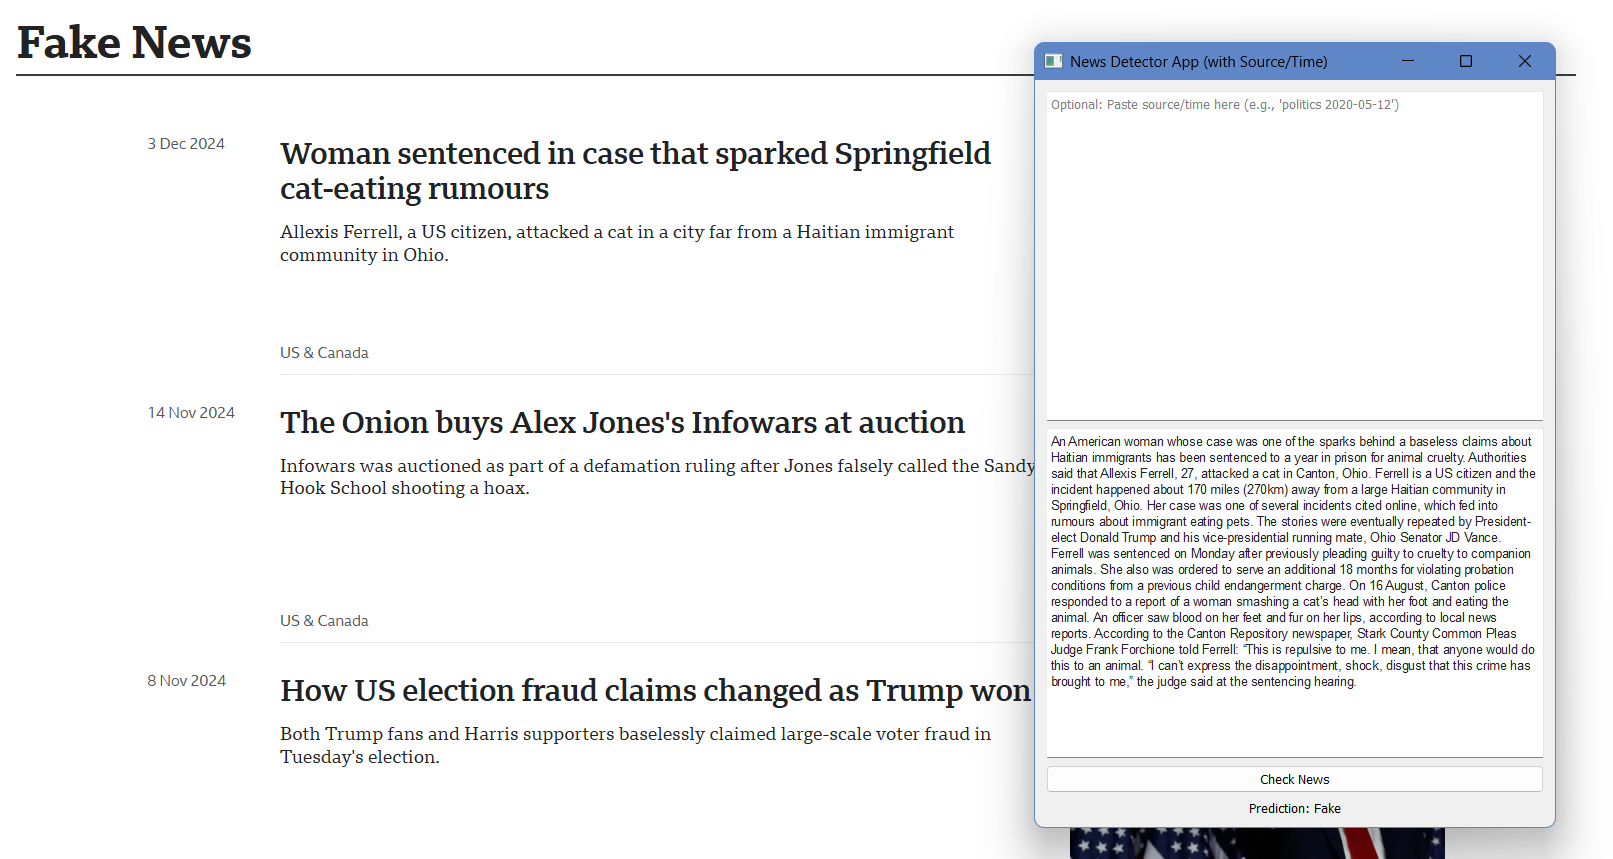 Fake News
3 Dec 2024
Woman sentenced in case that sparked Springfield
cat-eating rumours
Allexis Ferrell, a US citizen, attacked a cat in a city far from a Haitian immigrant
community in Ohio.
US & Canada
14 Nov 2024
The Onion buys Alex Jones's Infowars at auction
Infowars was auctioned as part of a defamation ruling after Jones falsely called the Sandy
Hook School shooting a hoax.
US & Canada
8 Nov 2024
How US election fraud claims changed as Trump won
Both Trump fans and Harris supporters baselessly claimed large-scale voter fraud in
Tuesday's election.
News Detector App (with Source/Time)
Optional: Paste source/time here (e.g., 'politics 2020-05-12')
An American woman whose case was one of the sparks behind a baseless claims about
Haitian immigrants has been sentenced to a year in prison for animal cruelty. Authorities
said that Allexis Ferrell, 27, attacked a cat in Canton, Ohio. Ferrell is a US citizen and the
incident happened about 170 miles (270km) away from a large Haitian community in
Springfield, Ohio. Her case was one of several incidents cited online, which fed into
rumours about immigrant eating pets. The stories were eventually repeated by President-
elect Donald Trump and his vice-presidential running mate, Ohio Senator JD Vance.
Ferrell was sentenced on Monday after previously pleading guilty to cruelty to companion
animals. She also was ordered to serve an additional 18 months for violating probation
conditions from a previous child endangerment charge. On 16 August, Canton police
responded to a report of a woman smashing a cat’s head with her foot and eating the
animal. An officer saw blood on her feet and fur on her lips, according to local news
reports. According to the Canton Repository newspaper, Stark County Common Pleas
Judge Frank Forchione told Ferrell: “This is repulsive to me. I mean, that anyone would do
this to an animal. “I can’t express the disappointment, shock, disgust that this crime has
brought to me,” the judge said at the sentencing hearing.
Check News
Prediction: Fake